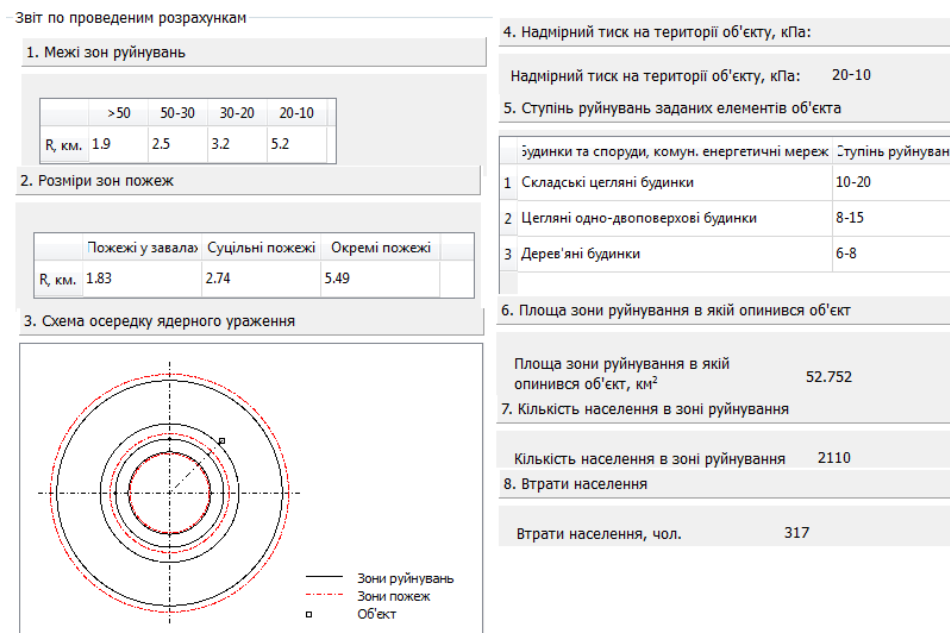 Звіт по проведеним розрахункам
1. Межі зон руйнувань
>50 50-30 30-20 20-10
R, км. 1.9 2.5 3.2 5.2
2. Розміри зон пожеж
Пожежі у завалах Суцільні пожежі Окремі пожежі
R, км. 1.83 2.74 5.49
3. Схема осередку ядерного ураження
Зони руйнувань
Зони пожеж
Об'єкт
4. Надмірний тиск на території об'єкту, кПа:
Надмірний тиск на території об'єкту, кПа: 20-10
5. Ступінь руйнувань заданих елементів об'єкта
Будинки та споруди, комун. енергетичні мереж Ступінь руйнуван
1 Складські цегляні будинки 10-20
2 Цегляні одно-двоповерхові будинки 8-15
3 Дерев'яні будинки 6-8
6. Площа зони руйнування в якій опинився об'єкт
Площа зони руйнування в якій
опинився об'єкт, км² 52.752
7. Кількість населення в зоні руйнування
Кількість населення в зоні руйнування 2110
8. Втрати населення
Втрати населення, чол. 317